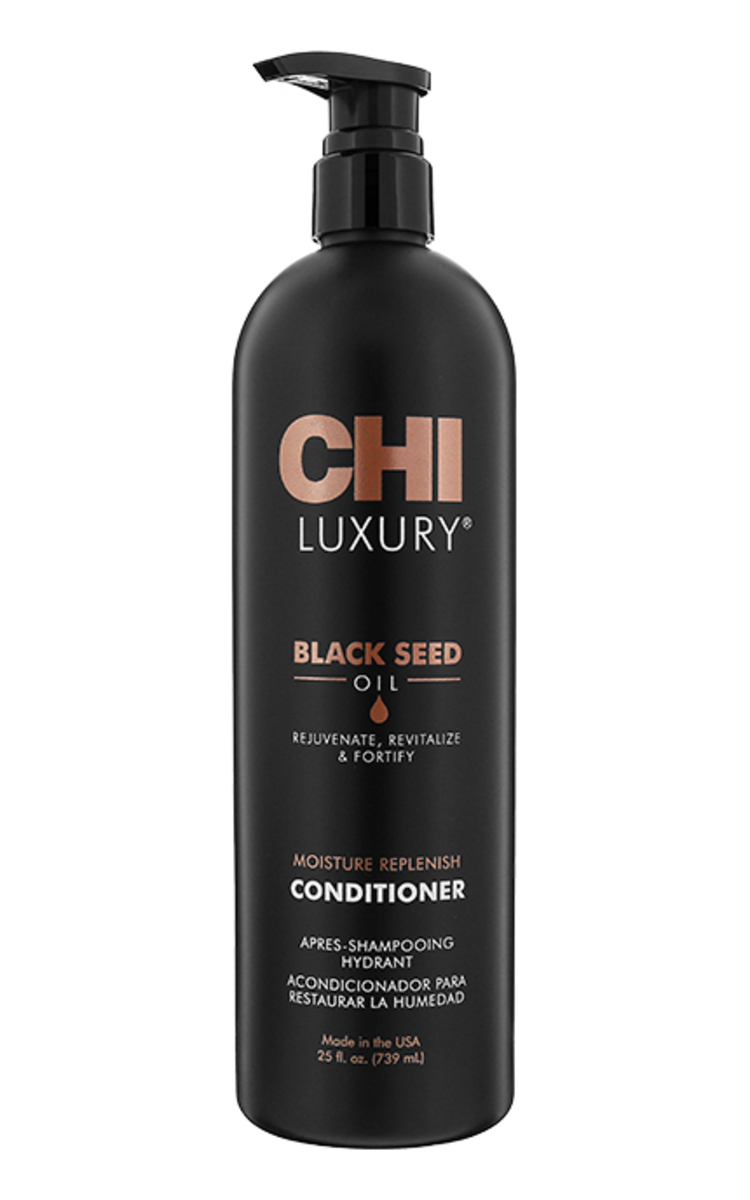 CHI
LUXURY®
BLACK SEED
OIL
REJUVENATE, REVITALIZE
& FORTIFY
MOISTURE REPLENISH
CONDITIONER
APRES-SHAMPOOING
HYDRANT
ACONDICIONADOR PARA
RESTAURAR LA HUMEDAD
Made in the USA
25 fl. oz. (739 mL)